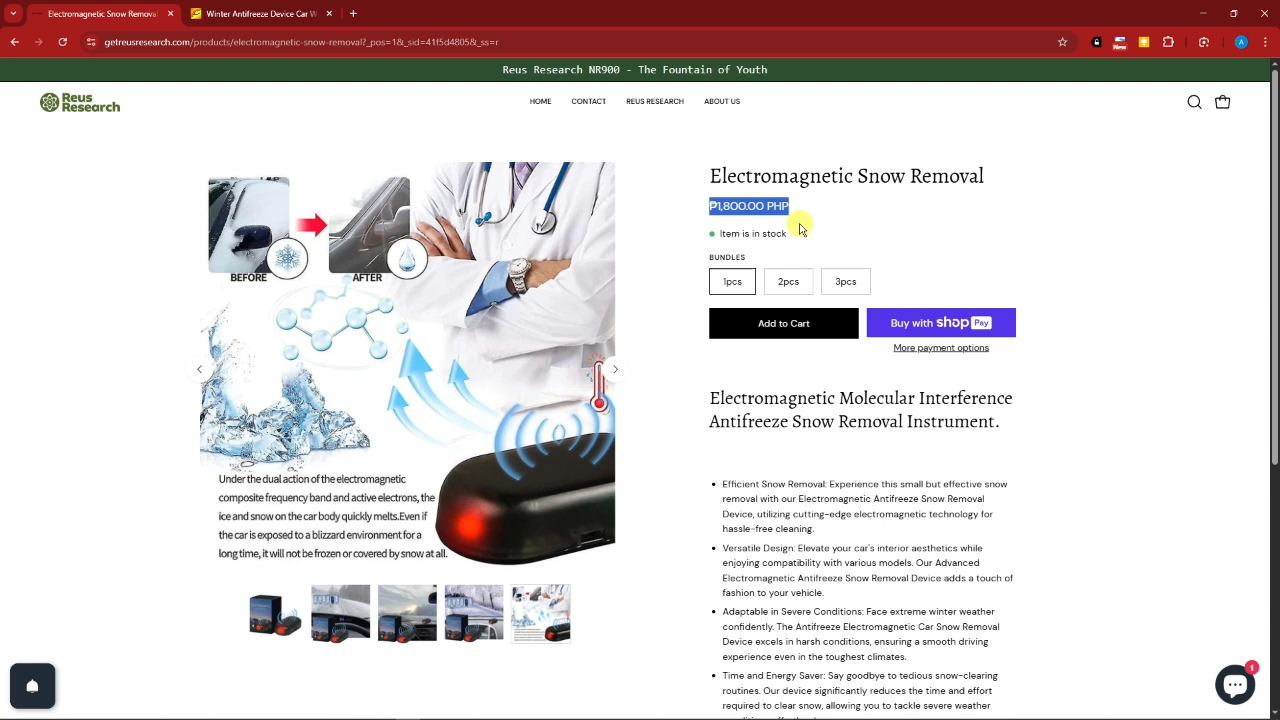 Electromagnetic Snow Removal
Winter Antifreeze Device Car W
getreusresearch.com/products/electromagnetic-snow-removal?_pos=1&_sid=41f5d4805&_ss=r
New
A
Reus Research NR900 - The Fountain of Youth
Reus
Research
HOME
CONTACT
REUS RESEARCH
ABOUT US
BEFORE
AFTER
Under the dual action of the electromagnetic
composite frequency band and active electrons, the
ice and snow on the car body quickly melts.Even if
the car is exposed to a blizzard environment for a
long time, it will not be frozen or covered by snow at all.
Electromagnetic Snow Removal
₱1,800.00 PHP
Item is in stock
BUNDLES
1pcs
2pcs
3pcs
Add to Cart
Buy with shop Pay
More payment options
Electromagnetic Molecular Interference
Antifreeze Snow Removal Instrument.
• Efficient Snow Removal: Experience this small but effective snow
removal with our Electromagnetic Antifreeze Snow Removal
Device, utilizing cutting-edge electromagnetic technology for
hassle-free cleaning.
• Versatile Design: Elevate your car's interior aesthetics while
enjoying compatibility with various models. Our Advanced
Electromagnetic Antifreeze Snow Removal Device adds a touch of
fashion to your vehicle.
• Adaptable in Severe Conditions: Face extreme winter weather
confidently. The Antifreeze Electromagnetic Car Snow Removal
Device excels in harsh conditions, ensuring a smooth driving
experience even in the toughest climates.
• Time and Energy Saver: Say goodbye to tedious snow-clearing
routines. Our device significantly reduces the time and effort
required to clear snow, allowing you to tackle severe weather
1